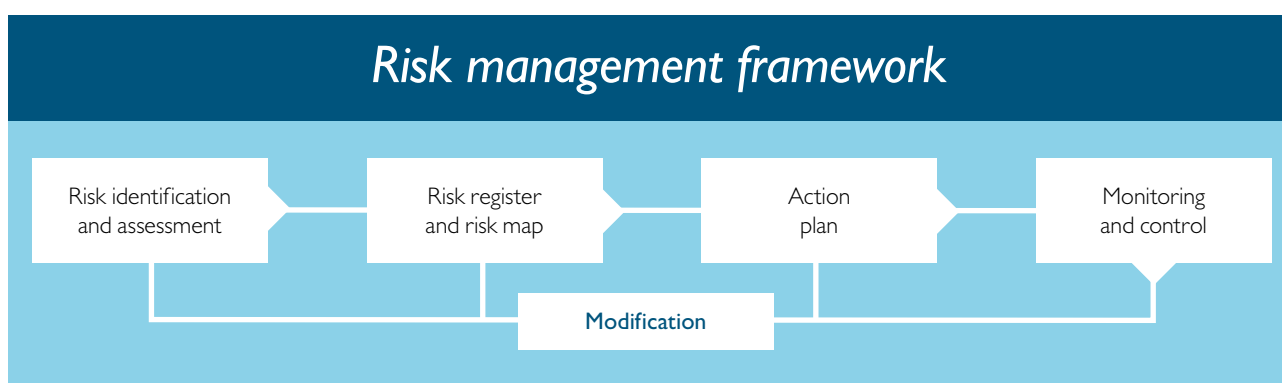 Risk management framework
Risk identification
and assessment
Risk register
and risk map
Action
plan
Monitoring
and control
Modification